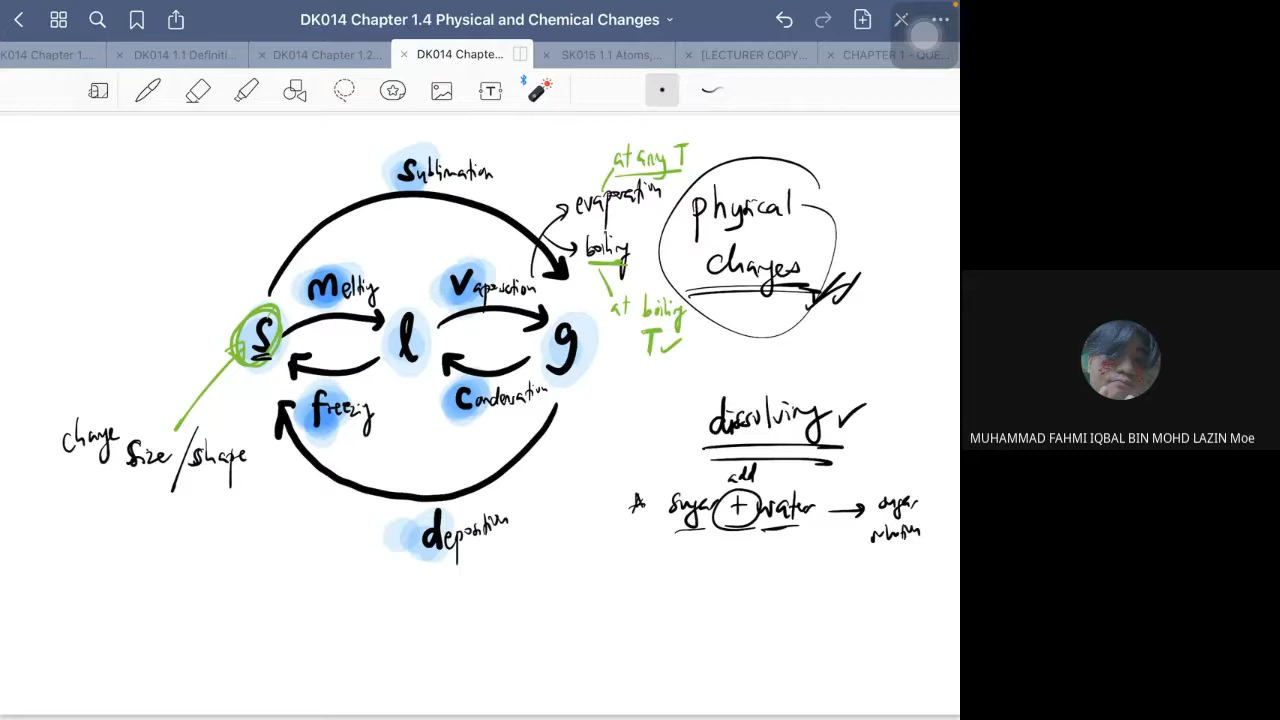 DK014 Chapter 1.4 Physical and Chemical Changes
K014 Chapter 1....
DK014 1.1 Definiti...
DK014 Chapter 1.2...
DK014 Chapte...
SK015 1.1 Atoms,...
[LECTURER COPY...
CHAPTER 1 - QUE...
T
Sublimation
at any T
evaporation
boiling
at boiling
T ✓
physical
changes
Melting
Vaporsation
s
l
g
freezing
Condensation
change size/shape
deposition
dissolving ✓
add
sugar + water → sugar
solution
MUHAMMAD FAHMI IQBAL BIN MOHD LAZIN Moe